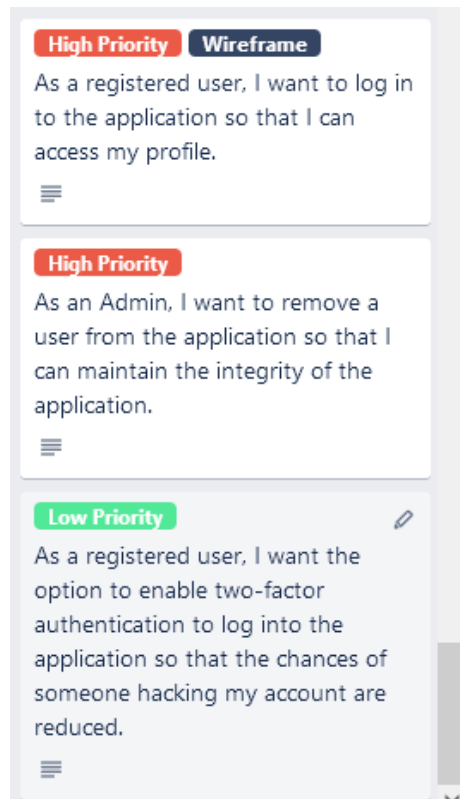 High Priority Wireframe
As a registered user, I want to log in
to the application so that I can
access my profile.
High Priority
As an Admin, I want to remove a
user from the application so that I
can maintain the integrity of the
application.
Low Priority
As a registered user, I want the
option to enable two-factor
authentication to log into the
application so that the chances of
someone hacking my account are
reduced.